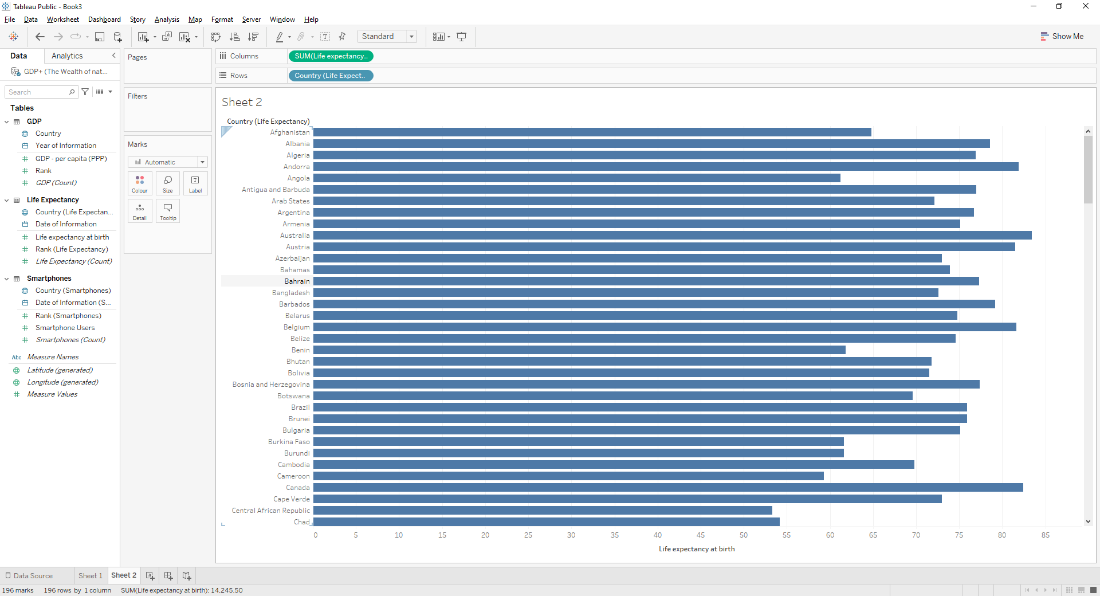 Tableau Public - Book3
File Data Worksheet Dashboard Story Analysis Map Format Server Window Help
Standard
Show Me
Data Analytics
GDP+ (The Wealth of nat...
Search
Tables
GDP
Country
Year of Information
GDP - per capita (PPP)
Rank
GDP (Count)
Life Expectancy
Country (Life Expectan...
Date of Information
Life expectancy at birth
Rank (Life Expectancy)
Life Expectancy (Count)
Smartphones
Country (Smartphones)
Date of Information (S...
Rank (Smartphones)
Smartphone Users
Smartphones (Count)
Abc Measure Names
Latitude (generated)
Longitude (generated)
Measure Values
Pages
Filters
Marks
Automatic
Colour Size Label
Detail Tooltip
Columns SUM(Life expectancy..
Rows Country (Life Expect..
Sheet 2
Country (Life Expectancy)
Afghanistan
Albania
Algeria
Andorra
Angola
Antigua and Barbuda
Arab States
Argentina
Armenia
Australia
Austria
Azerbaijan
Bahamas
Bahrain
Bangladesh
Barbados
Belarus
Belgium
Belize
Benin
Bhutan
Bolivia
Bosnia and Herzegovina
Botswana
Brazil
Brunei
Bulgaria
Burkina Faso
Burundi
Cambodia
Cameroon
Canada
Cape Verde
Central African Republic
Chad
0 5 10 15 20 25 30 35 40 45 50 55 60 65 70 75 80 85
Life expectancy at birth
Data Source Sheet 1 Sheet 2
196 marks 196 rows by 1 column SUM(Life expectancy at birth): 14.245.50